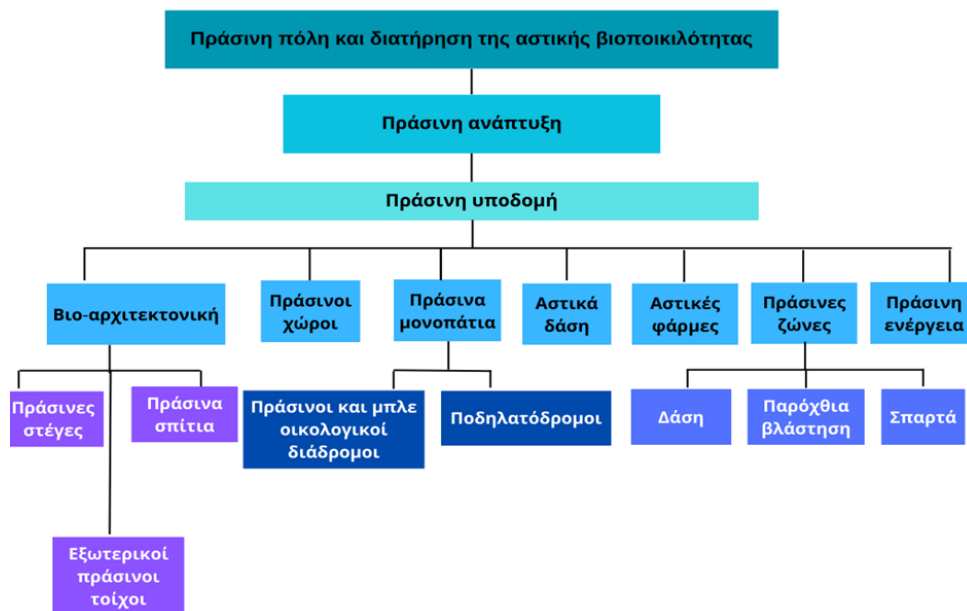 Πράσινη πόλη και διατήρηση της αστικής βιοποικιλότητας
Πράσινη ανάπτυξη
Πράσινη υποδομή
Βιο-αρχιτεκτονική
Πράσινοι
χώροι
Πράσινα
μονοπάτια
Αστικά
δάση
Αστικές
φάρμες
Πράσινες
ζώνες
Πράσινη
ενέργεια
Πράσινες
στέγες
Πράσινα
σπίτια
Πράσινοι και μπλε
οικολογικοί
διάδρομοι
Ποδηλατόδρομοι
Δάση
Παρόχθια
βλάστηση
Σπαρτά
Εξωτερικοί
πράσινοι
τοίχοι